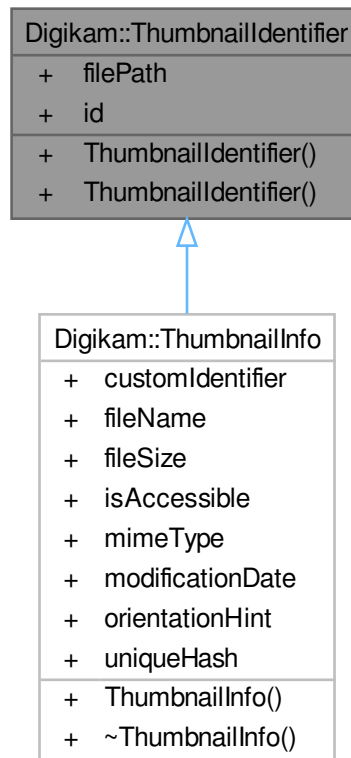 Digikam::ThumbnailIdentifier
+ filePath
+ id
+ ThumbnailIdentifier()
+ ThumbnailIdentifier()
Digikam::ThumbnailInfo
+ customIdentifier
+ fileName
+ fileSize
+ isAccessible
+ mimeType
+ modificationDate
+ orientationHint
+ uniqueHash
+ ThumbnailInfo()
+ ~ThumbnailInfo()